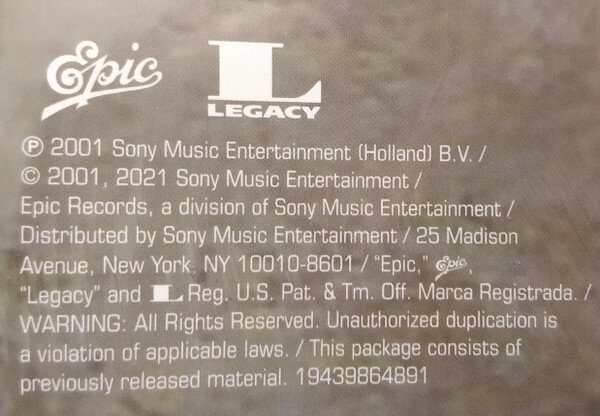 Epic
L
LEGACY
℗ 2001 Sony Music Entertainment (Holland) B.V. /
© 2001, 2021 Sony Music Entertainment /
Epic Records, a division of Sony Music Entertainment /
Distributed by Sony Music Entertainment / 25 Madison
Avenue, New York, NY 10010-8601 / “Epic,” Epic,
“Legacy” and L Reg. U.S. Pat. & Tm. Off. Marca Registrada. /
WARNING: All Rights Reserved. Unauthorized duplication is
a violation of applicable laws. / This package consists of
previously released material. 19439864891